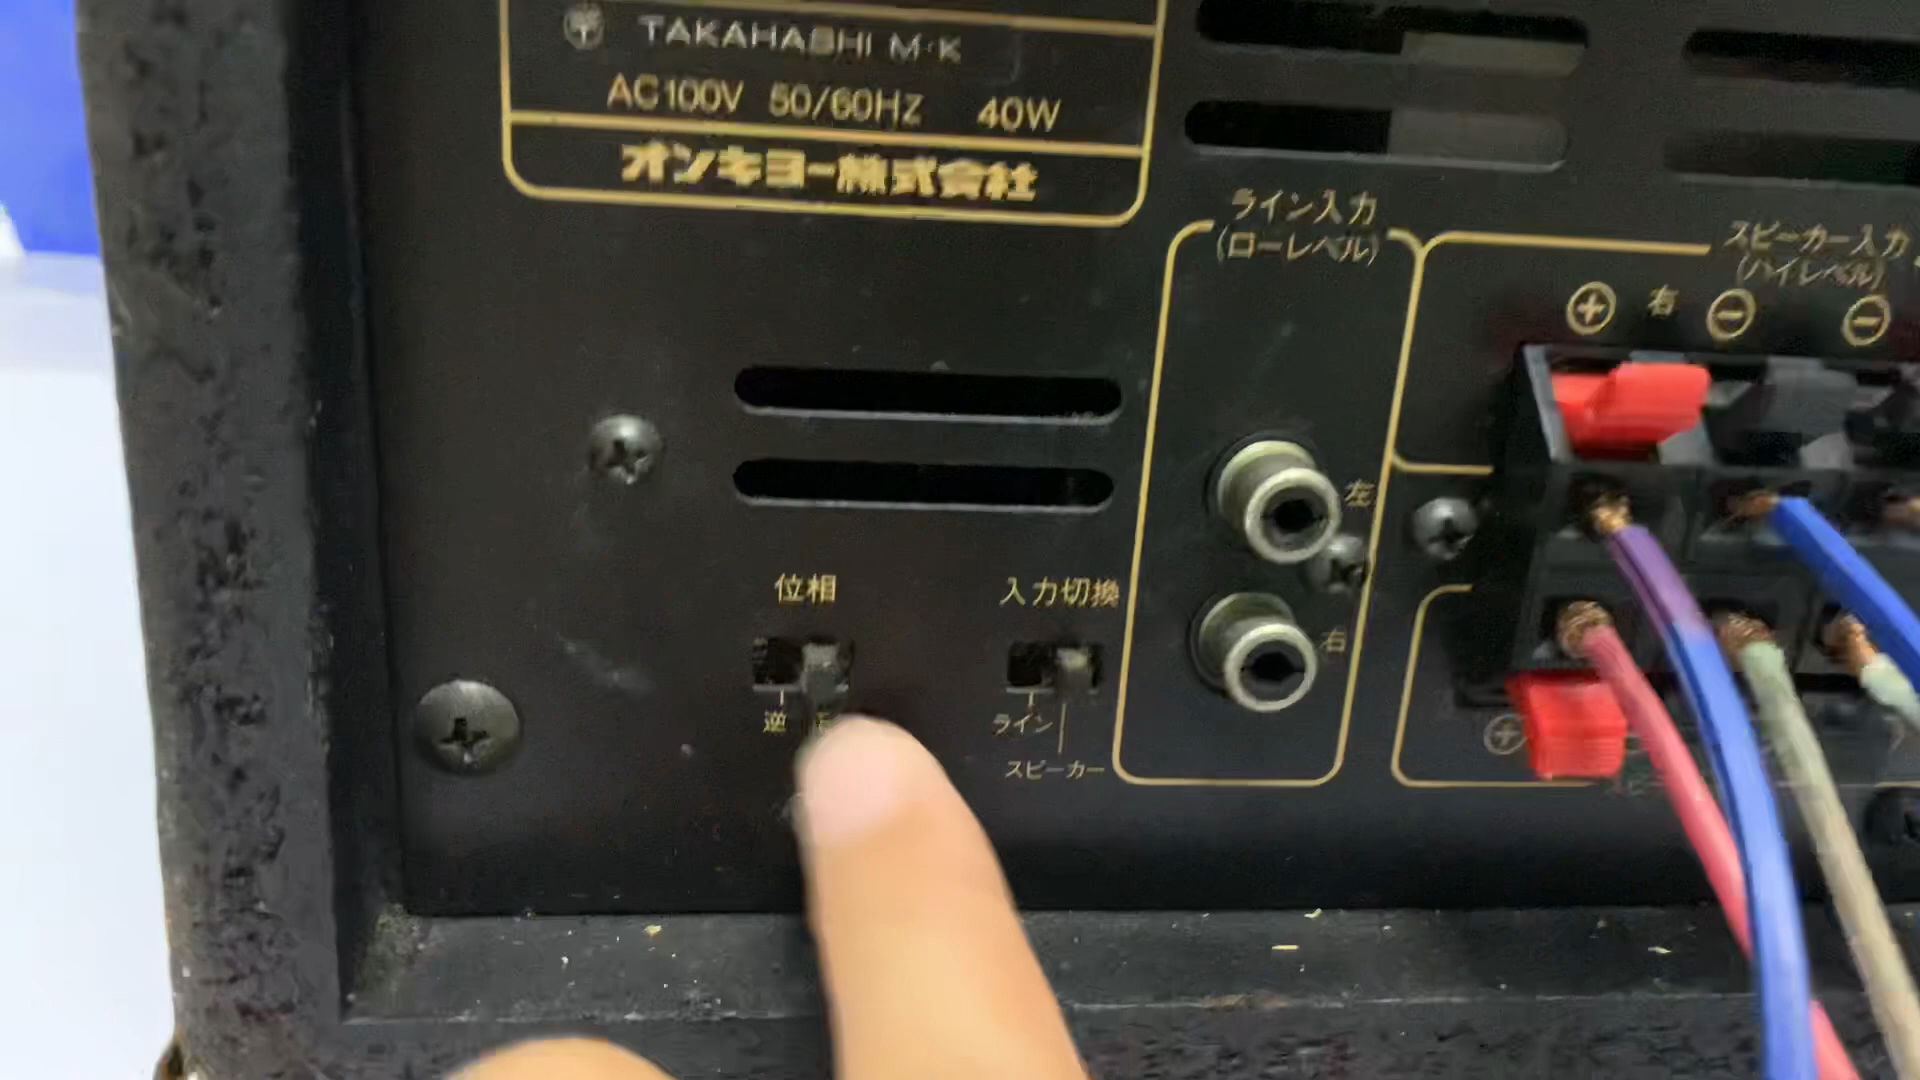 TAKAHASHI M·K
AC100V 50/60HZ 40W
オンキヨー株式会社
ライン入力
(ローレベル)
スピーカー入力
(ハイレベル)
⊕ 右 ⊖ ⊖
左
位相
入力切換
右
逆
ライン
⊕
スピーカー